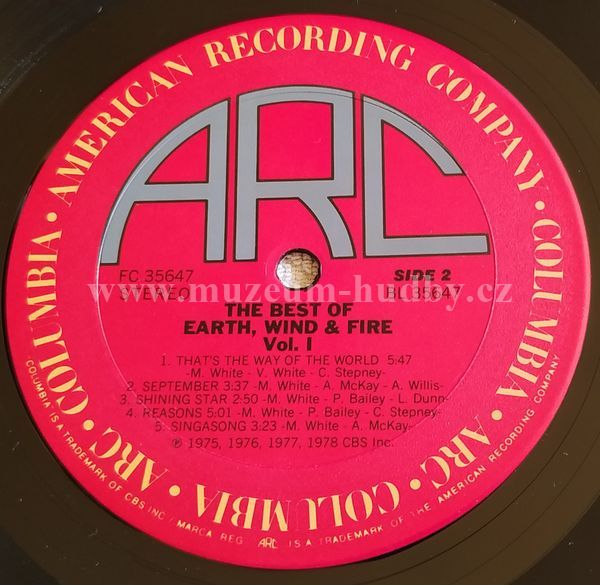 COLUMBIA • AMERICAN RECORDING COMPANY • COLUMBIA • ARC • COLUMBIA • ARC •
ARC
FC 35647
STEREO
SIDE 2
BL 35647
www.muzeum-hudby.cz
THE BEST OF
EARTH, WIND & FIRE
Vol. I
1. THAT'S THE WAY OF THE WORLD 5:47
-M. White - V. White - C. Stepney-
2. SEPTEMBER 3:37 -M. White - A. McKay - A. Willis-
3. SHINING STAR 2:50 -M. White - P. Bailey - L. Dunn-
4. REASONS 5:01 -M. White - P. Bailey - C. Stepney-
5. SINGASONG 3:23 -M. White - A. McKay-
℗ 1975, 1976, 1977, 1978 CBS Inc.
"COLUMBIA" IS A TRADEMARK OF CBS INC. / MARCA REG. ARC IS A TRADEMARK OF THE AMERICAN RECORDING COMPANY